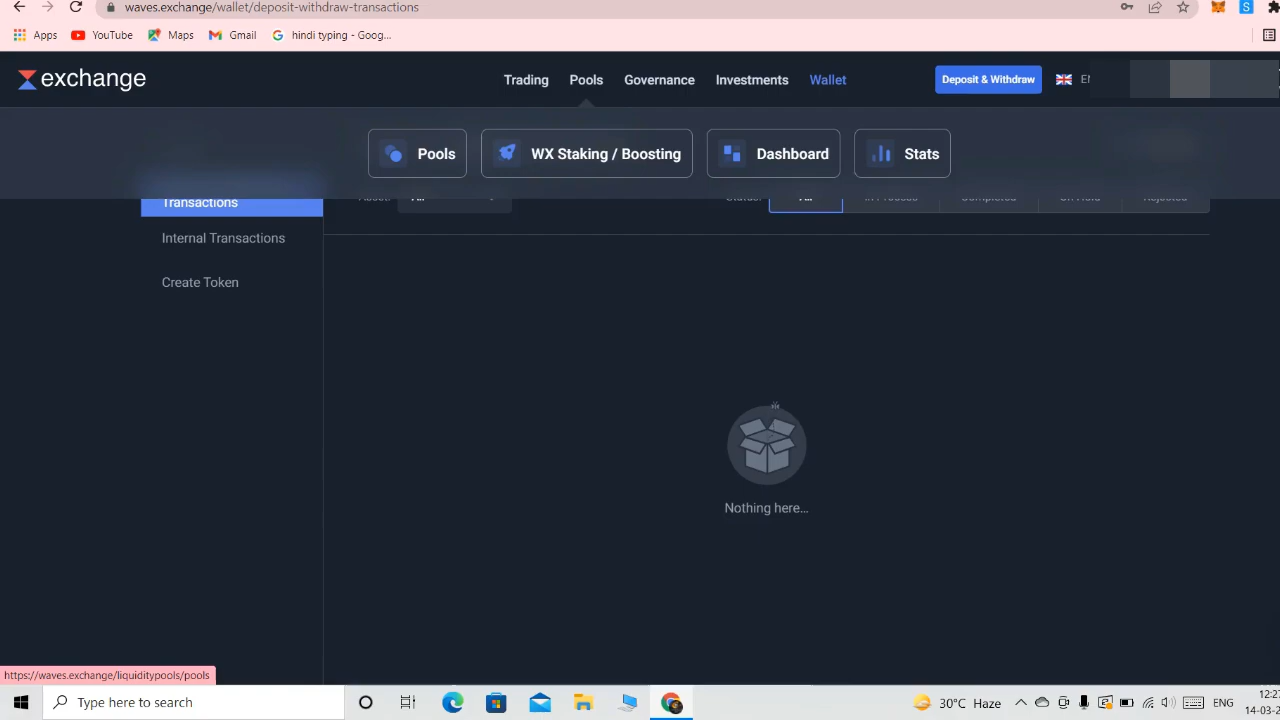 waves.exchange/wallet/deposit-withdraw-transactions
S
Apps YouTube Maps Gmail hindi typing - Goog...
exchange Trading Pools Governance Investments Wallet Deposit & Withdraw
Pools WX Staking / Boosting Dashboard Stats
Transactions
Internal Transactions
Create Token
Nothing here...
https://waves.exchange/liquiditypools/pools
Type here to search
30°C Haze
ENG